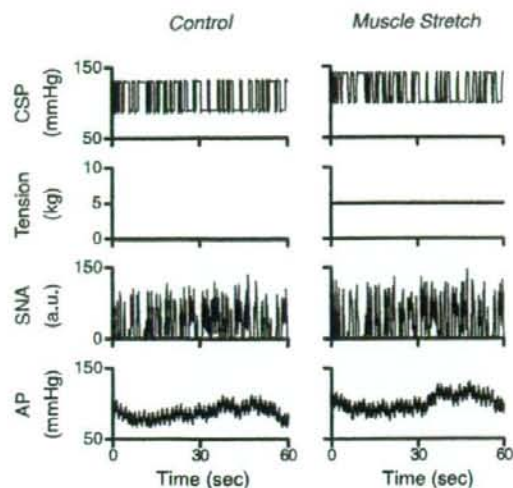 Control
Muscle Stretch
CSP
(mmHg)
150
50
Tension
(kg)
10
5
0
SNA
(a.u.)
150
0
AP
(mmHg)
150
50
0 30 60
0 30 60
Time (sec)
Time (sec)